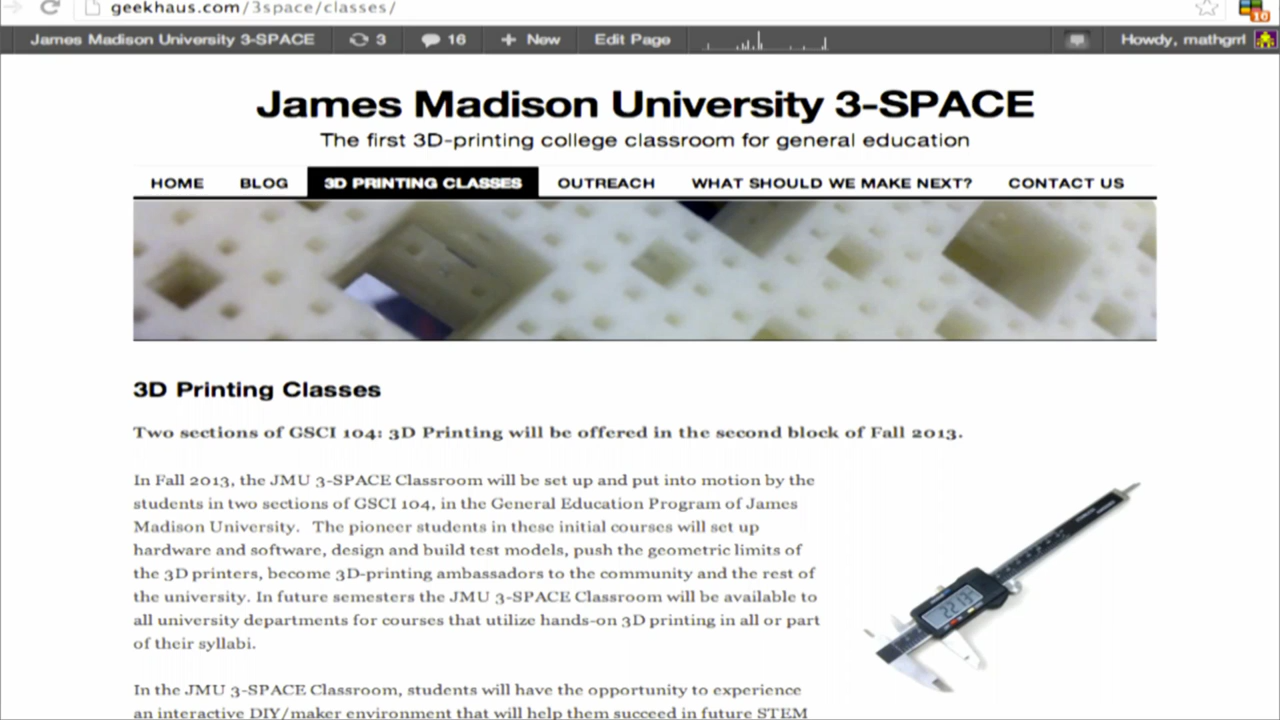 geekhaus.com/3space/classes/
10
James Madison University 3-SPACE 3 16 + New Edit Page Howdy, mathgrrl
James Madison University 3-SPACE
The first 3D-printing college classroom for general education
HOME BLOG 3D PRINTING CLASSES OUTREACH WHAT SHOULD WE MAKE NEXT? CONTACT US
3D Printing Classes
Two sections of GSCI 104: 3D Printing will be offered in the second block of Fall 2013.
In Fall 2013, the JMU 3-SPACE Classroom will be set up and put into motion by the
students in two sections of GSCI 104, in the General Education Program of James
Madison University. The pioneer students in these initial courses will set up
hardware and software, design and build test models, push the geometric limits of
the 3D printers, become 3D-printing ambassadors to the community and the rest of
the university. In future semesters the JMU 3-SPACE Classroom will be available to
all university departments for courses that utilize hands-on 3D printing in all or part
of their syllabi.
In the JMU 3-SPACE Classroom, students will have the opportunity to experience
an interactive DIY/maker environment that will help them succeed in future STEM